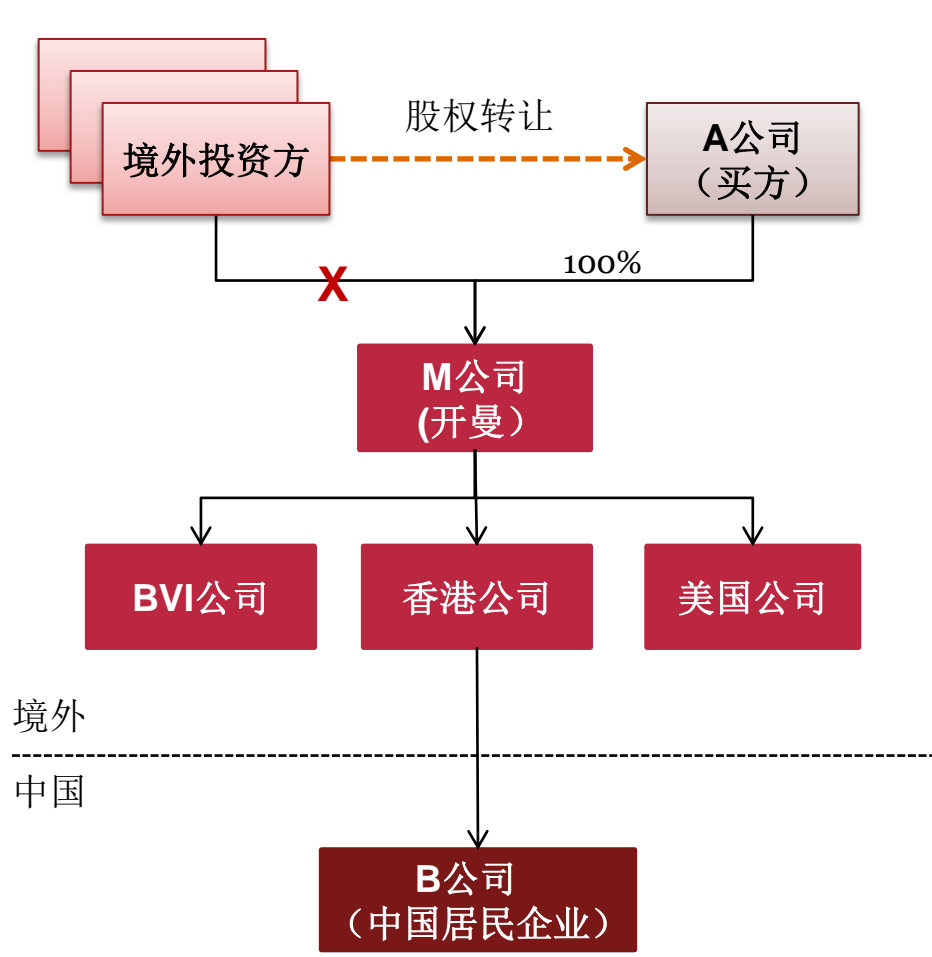 股权转让
境外投资方
A公司
（买方）
100%
X
M公司
(开曼）
BVI公司
香港公司
美国公司
境外
中国
B公司
（中国居民企业）